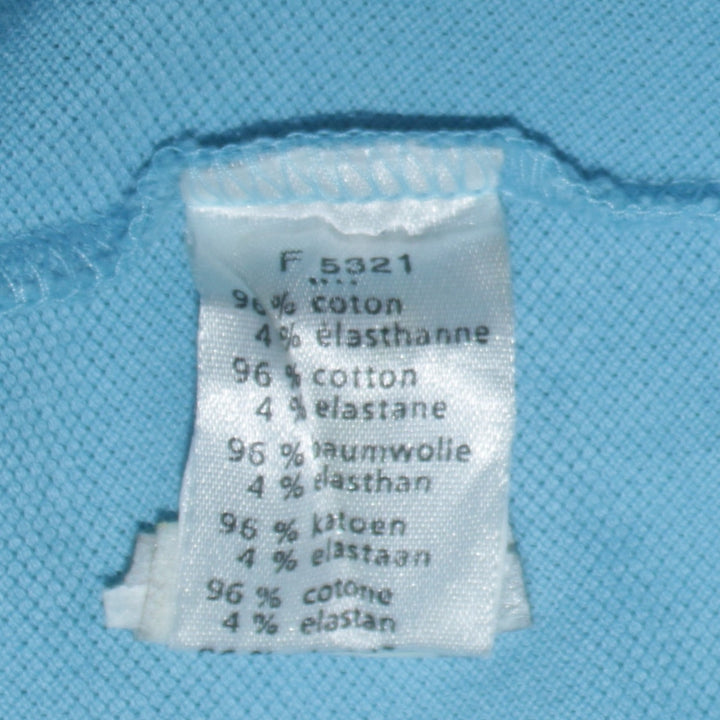 F 5321
96% coton
4% élasthanne
96% cotton
4% elastane
96 % baumwolle
4 % elasthan
96 % katoen
4 % elastaan
96 % cotone
4 % elastan